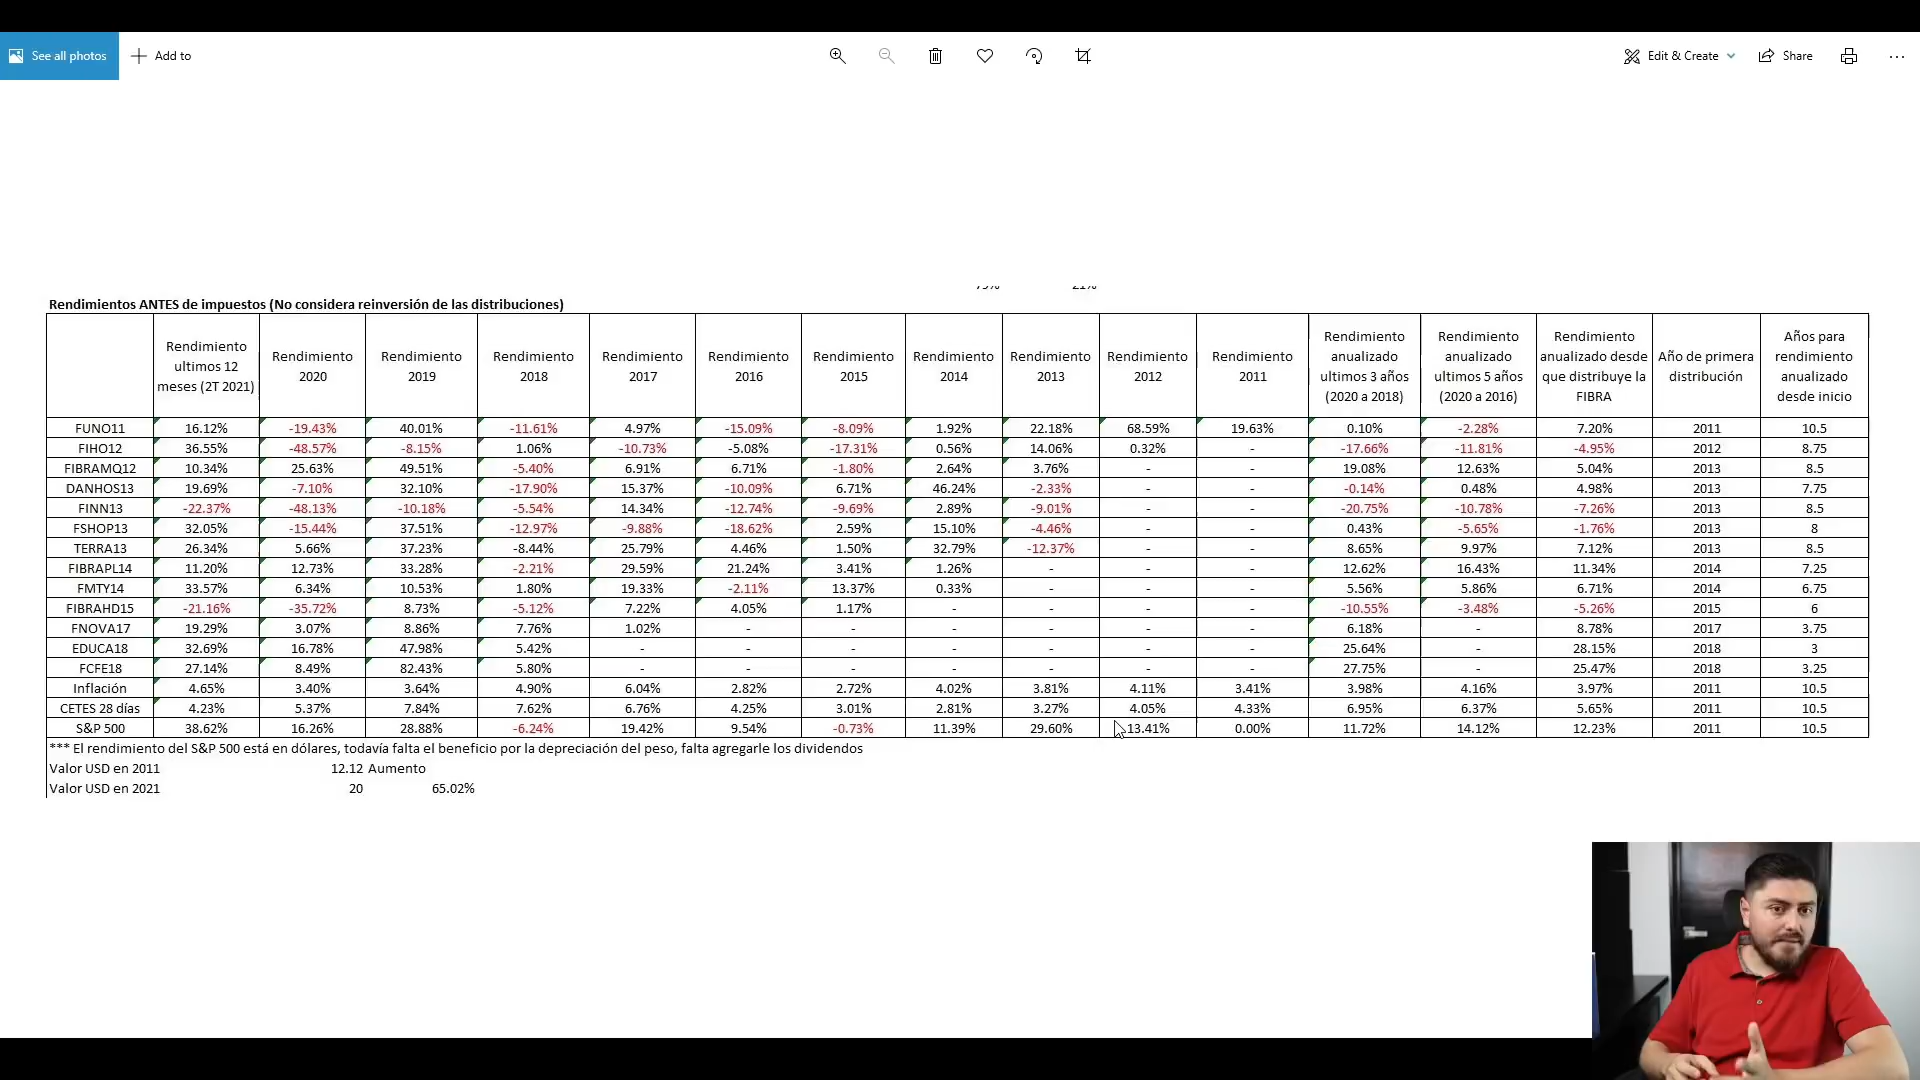 See all photos
Add to
Edit & Create
Share
Rendimientos ANTES de impuestos (No considera reinversión de las distribuciones)
Rendimiento ultimos 12 meses (2T 2021) Rendimiento 2020 Rendimiento 2019 Rendimiento 2018 Rendimiento 2017 Rendimiento 2016 Rendimiento 2015 Rendimiento 2014 Rendimiento 2013 Rendimiento 2012 Rendimiento 2011 Rendimiento anualizado ultimos 3 años (2020 a 2018) Rendimiento anualizado ultimos 5 años (2020 a 2016) Rendimiento anualizado desde que distribuye la FIBRA Año de primera distribución Años para rendimiento anualizado desde inicio
FUNO11 16.12% -19.43% 40.01% -11.61% 4.97% -15.09% -8.09% 1.92% 22.18% 68.59% 19.63% 0.10% -2.28% 7.20% 2011 10.5
FIHO12 36.55% -48.57% -8.15% 1.06% -10.73% -5.08% -17.31% 0.56% 14.06% 0.32% - -17.66% -11.81% -4.95% 2012 8.75
FIBRAMQ12 10.34% 25.63% 49.51% -5.40% 6.91% 6.71% -1.80% 2.64% 3.76% - - 19.08% 12.63% 5.04% 2013 8.5
DANHOS13 19.69% -7.10% 32.10% -17.90% 15.37% -10.09% 6.71% 46.24% -2.33% - - -0.14% 0.48% 4.98% 2013 7.75
FINN13 -22.37% -48.13% -10.18% -5.54% 14.34% -12.74% -9.69% 2.89% -9.01% - - -20.75% -10.78% -7.26% 2013 8.5
FSHOP13 32.05% -15.44% 37.51% -12.97% -9.88% -18.62% 2.59% 15.10% -4.46% - - 0.43% -5.65% -1.76% 2013 8
TERRA13 26.34% 5.66% 37.23% -8.44% 25.79% 4.46% 1.50% 32.79% -12.37% - - 8.65% 9.97% 7.12% 2013 8.5
FIBRAPL14 11.20% 12.73% 33.28% -2.21% 29.59% 21.24% 3.41% 1.26% - - - 12.62% 16.43% 11.34% 2014 7.25
FMTY14 33.57% 6.34% 10.53% 1.80% 19.33% -2.11% 13.37% 0.33% - - - 5.56% 5.86% 6.71% 2014 6.75
FIBRAHD15 -21.16% -35.72% 8.73% -5.12% 7.22% 4.05% 1.17% - - - - -10.55% -3.48% -5.26% 2015 6
FNOVA17 19.29% 3.07% 8.86% 7.76% 1.02% - - - - - - 6.18% - 8.78% 2017 3.75
EDUCA18 32.69% 16.78% 47.98% 5.42% - - - - - - - 25.64% - 28.15% 2018 3
FCFE18 27.14% 8.49% 82.43% 5.80% - - - - - - - 27.75% - 25.47% 2018 3.25
Inflación 4.65% 3.40% 3.64% 4.90% 6.04% 2.82% 2.72% 4.02% 3.81% 4.11% 3.41% 3.98% 4.16% 3.97% 2011 10.5
CETES 28 días 4.23% 5.37% 7.84% 7.62% 6.76% 4.25% 3.01% 2.81% 3.27% 4.05% 4.33% 6.95% 6.37% 5.65% 2011 10.5
S&P 500 38.62% 16.26% 28.88% -6.24% 19.42% 9.54% -0.73% 11.39% 29.60% 13.41% 0.00% 11.72% 14.12% 12.23% 2011 10.5
*** El rendimiento del S&P 500 está en dólares, todavía falta el beneficio por la depreciación del peso, falta agregarle los dividendos
Valor USD en 2011 12.12 Aumento
Valor USD en 2021 20 65.02%